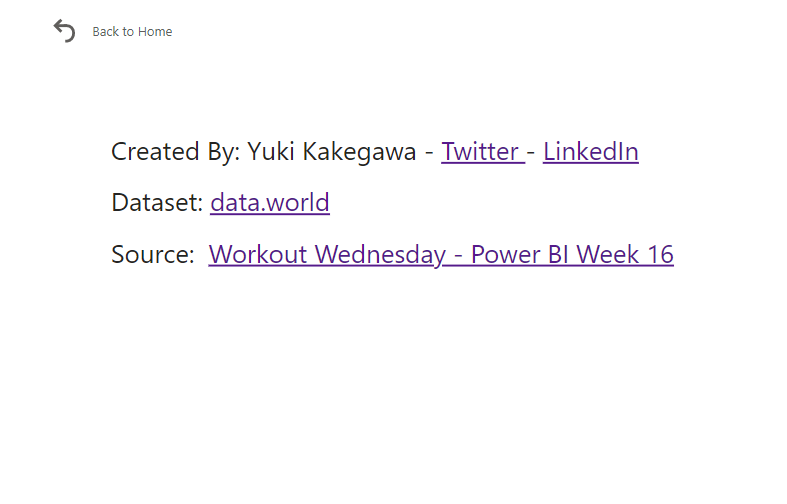 Back to Home
Created By: Yuki Kakegawa - Twitter - LinkedIn
Dataset: data.world
Source: Workout Wednesday - Power BI Week 16